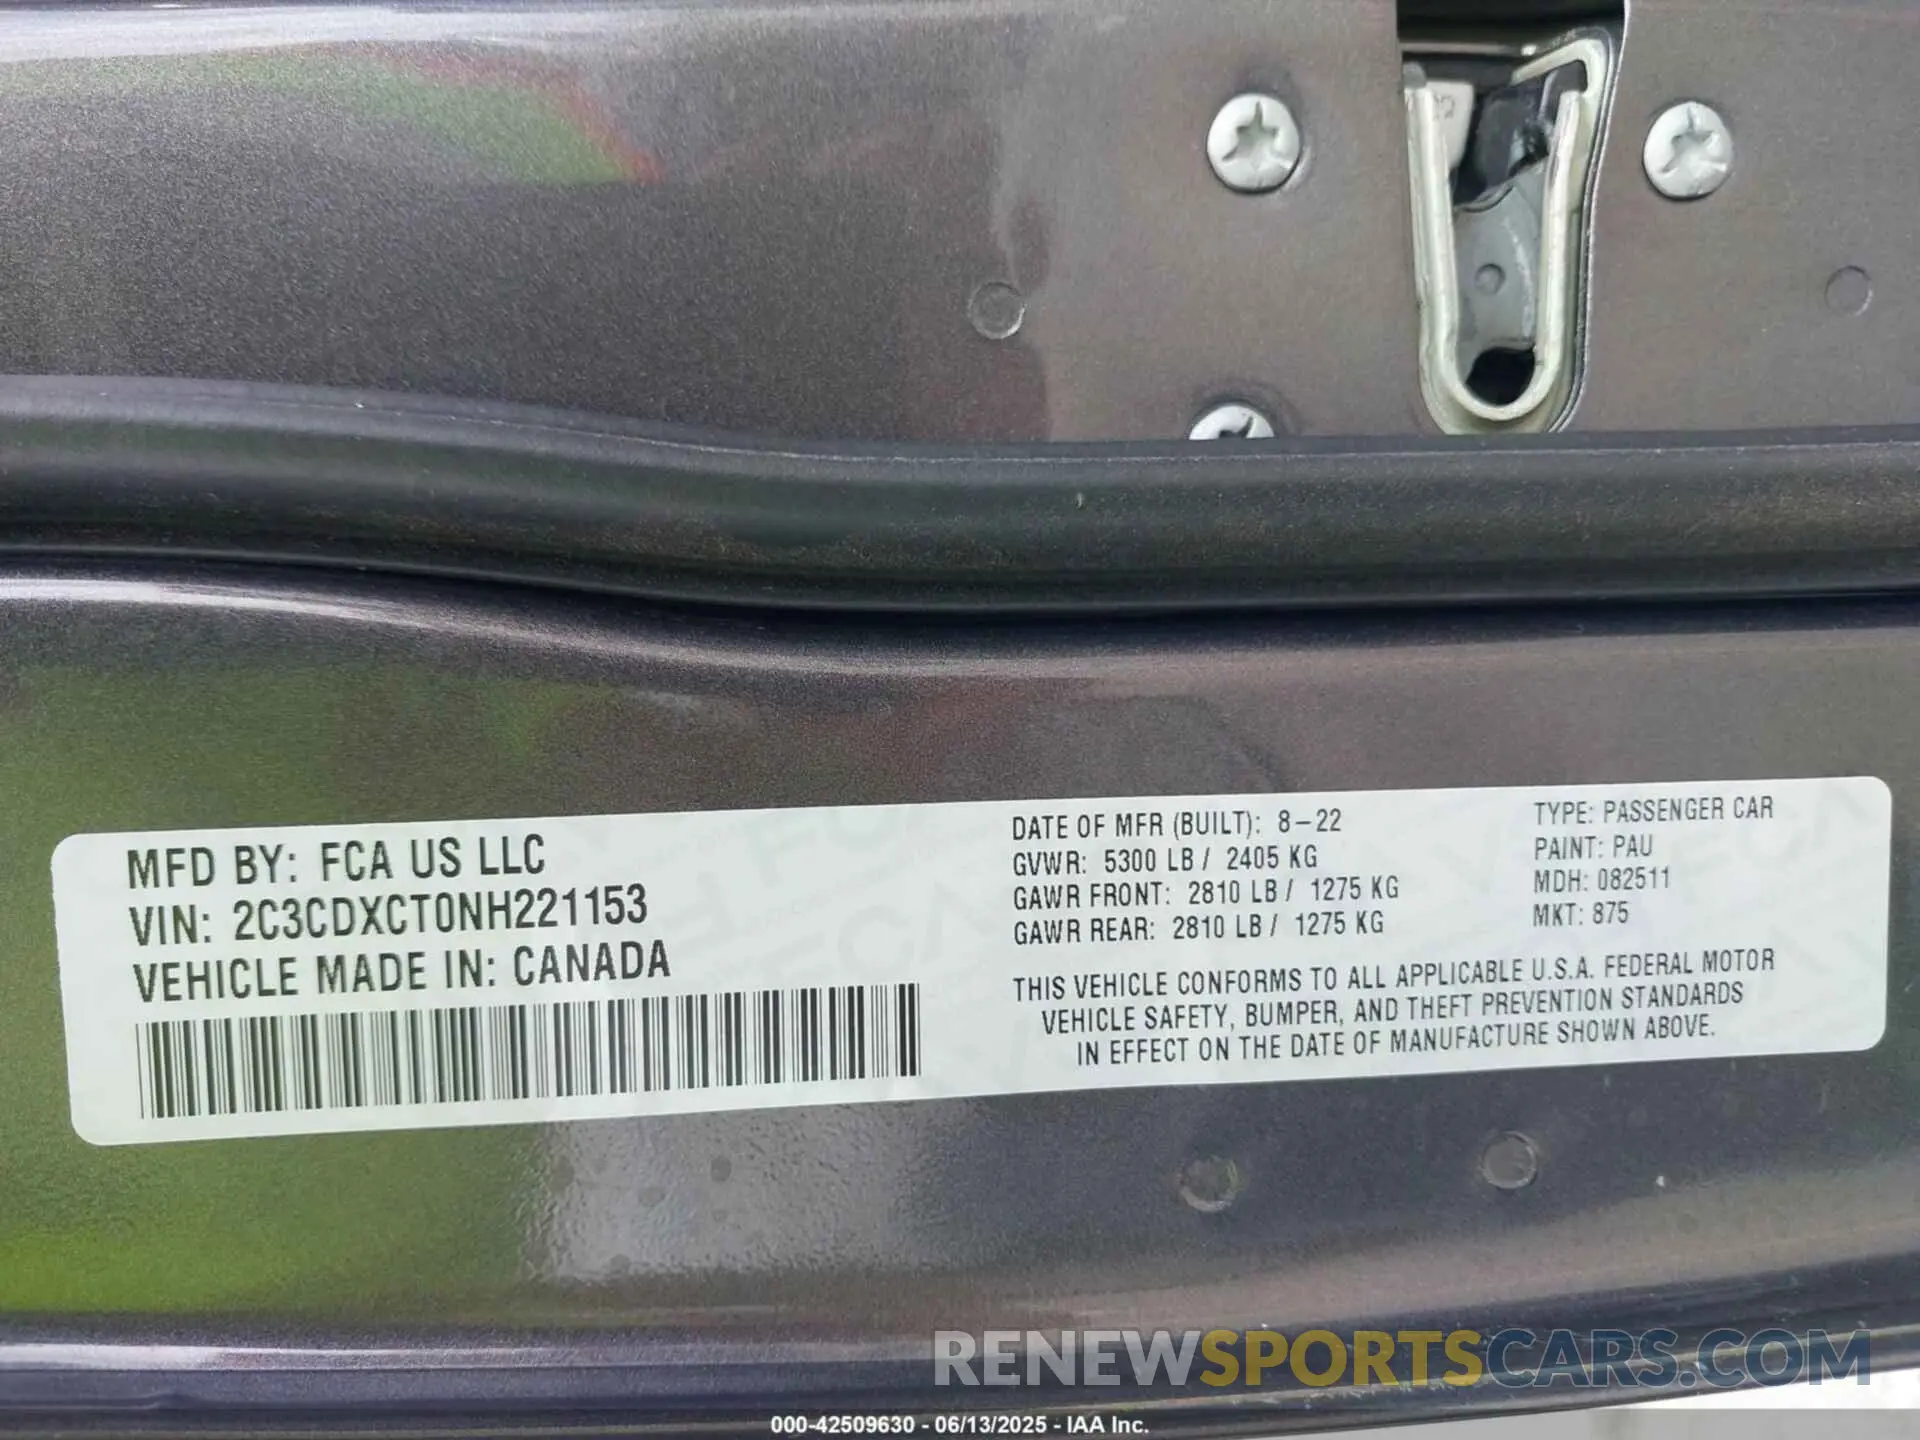 MFD BY: FCA US LLC
VIN: 2C3CDXCT0NH221153
VEHICLE MADE IN: CANADA
DATE OF MFR (BUILT): 8-22
GVWR: 5300 LB / 2405 KG
GAWR FRONT: 2810 LB / 1275 KG
GAWR REAR: 2810 LB / 1275 KG
TYPE: PASSENGER CAR
PAINT: PAU
MDH: 082511
MKT: 875
THIS VEHICLE CONFORMS TO ALL APPLICABLE U.S.A. FEDERAL MOTOR
VEHICLE SAFETY, BUMPER, AND THEFT PREVENTION STANDARDS
IN EFFECT ON THE DATE OF MANUFACTURE SHOWN ABOVE.
RENEWSPORTSCARS.COM
000-42509630 - 06/13/2025 - IAA Inc.